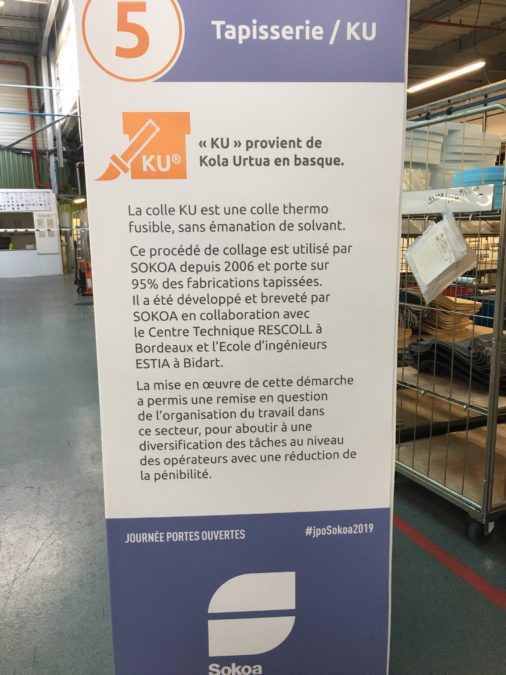 5
Tapisserie / KU
KU®
« KU » provient de
Kola Urtua en basque.
La colle KU est une colle thermo
fusible, sans émanation de solvant.
Ce procédé de collage est utilisé par
SOKOA depuis 2006 et porte sur
95% des fabrications tapissées.
Il a été développé et breveté par
SOKOA en collaboration avec
le Centre Technique RESCOLL à
Bordeaux et l'Ecole d'ingénieurs
ESTIA à Bidart.
La mise en œuvre de cette démarche
a permis une remise en question
de l'organisation du travail dans
ce secteur, pour aboutir à une
diversification des tâches au niveau
des opérateurs avec une réduction de
la pénibilité.
JOURNÉE PORTES OUVERTES
#jpoSokoa2019
Sokoa